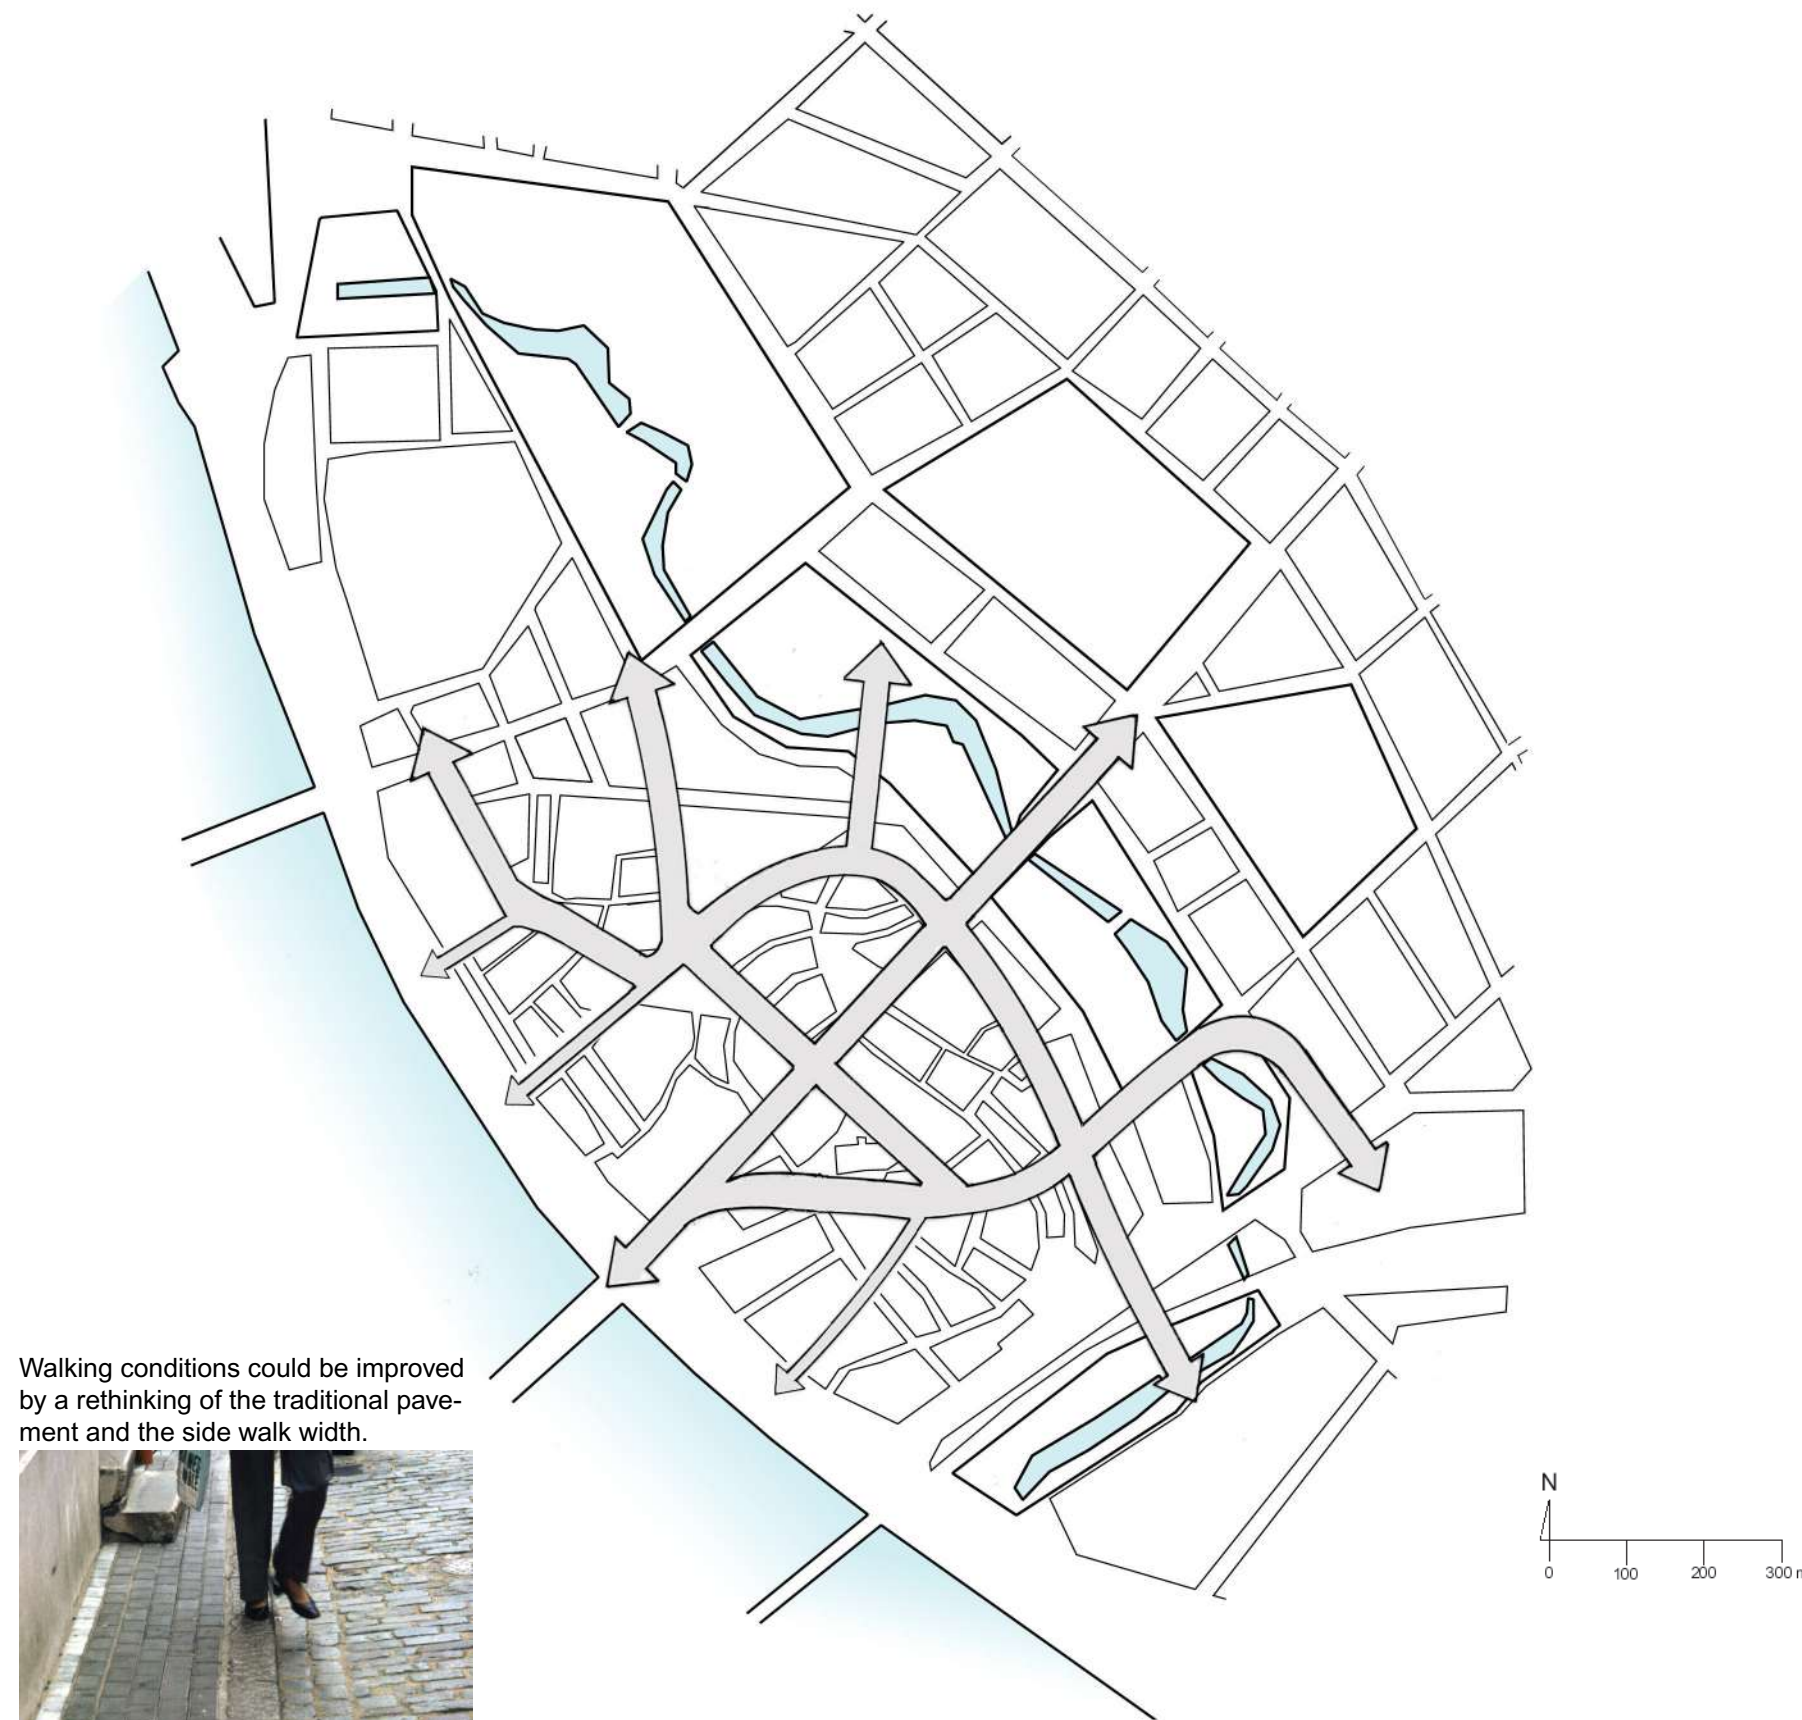 Walking conditions could be improved
by a rethinking of the traditional pave-
ment and the side walk width.
N
0 100 200 300 m